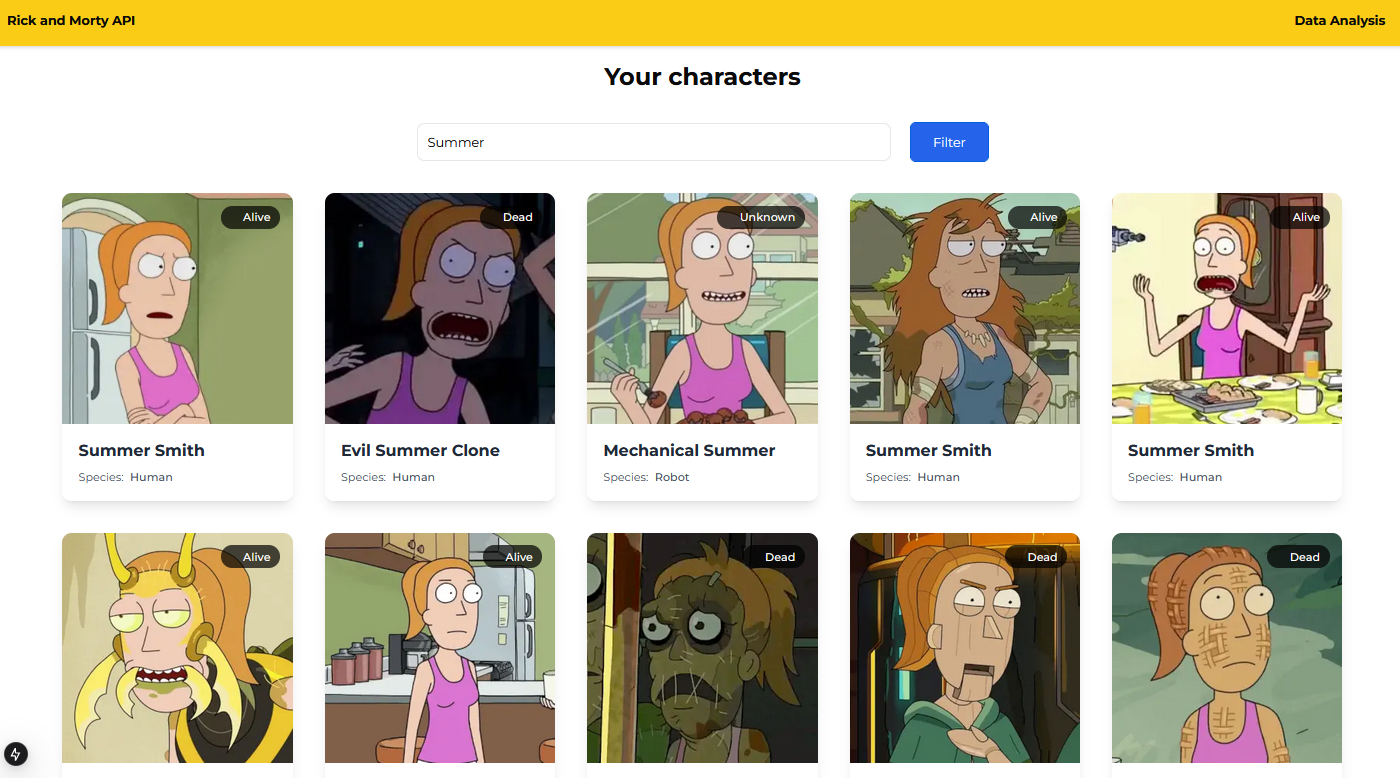 Rick and Morty API
Data Analysis
Your characters
Summer
Filter
Alive
Dead
Unknown
Alive
Alive
Summer Smith
Evil Summer Clone
Mechanical Summer
Summer Smith
Summer Smith
Species: Human
Species: Human
Species: Robot
Species: Human
Species: Human
Alive
Alive
Dead
Dead
Dead